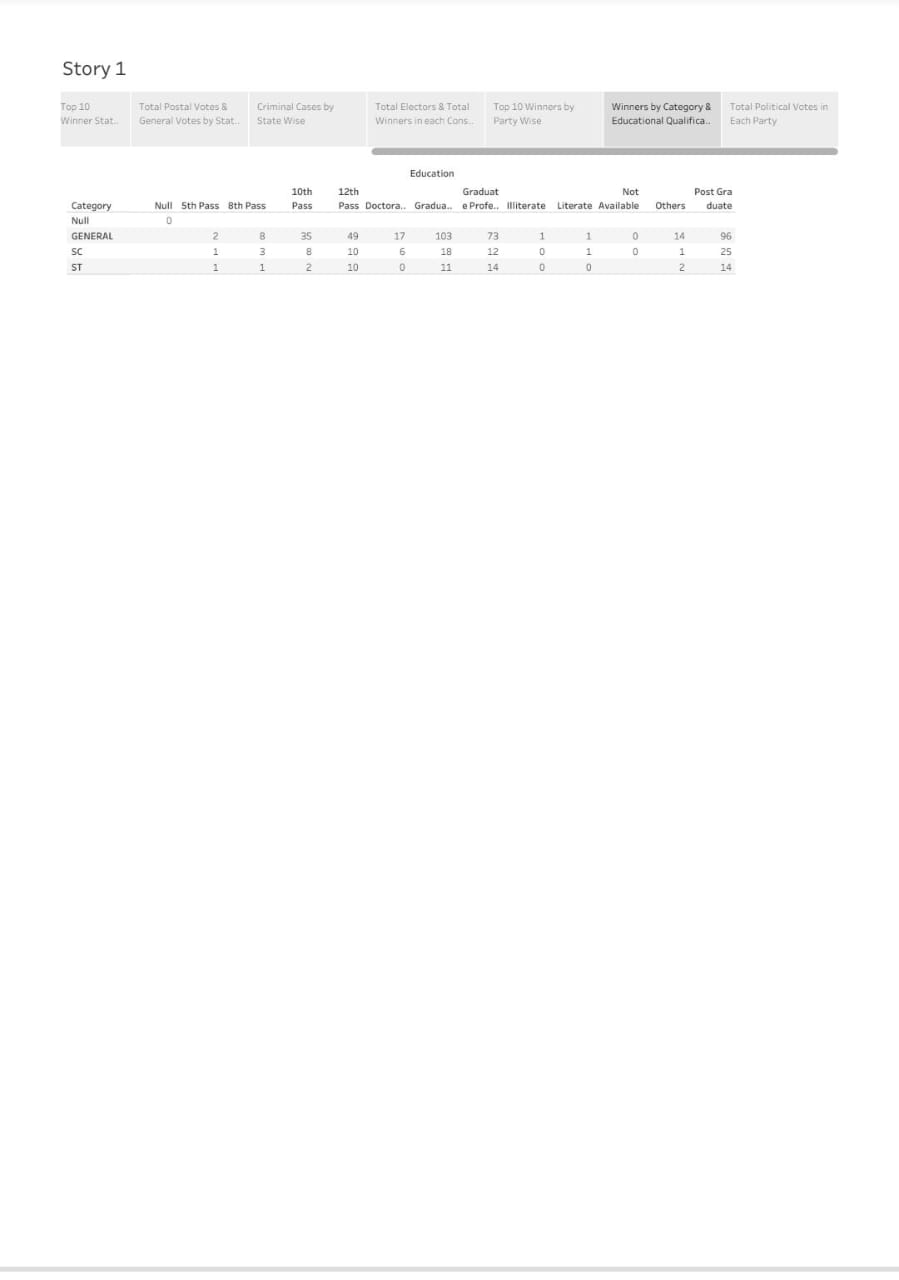 Story 1
Top 10 Total Postal Votes & Criminal Cases by Total Electors & Total Top 10 Winners by Winners by Category & Total Political Votes in
Winner Stat.. General Votes by Stat.. State Wise Winners in each Cons.. Party Wise Educational Qualifica.. Each Party
Education
10th 12th Graduat Not Post Gra
Category Null 5th Pass 8th Pass Pass Pass Doctora.. Gradua.. e Profe.. Illiterate Literate Available Others duate
Null 0
GENERAL 2 8 35 49 17 103 73 1 1 0 14 96
SC 1 3 8 10 6 18 12 0 1 0 1 25
ST 1 1 2 10 0 11 14 0 0 2 14